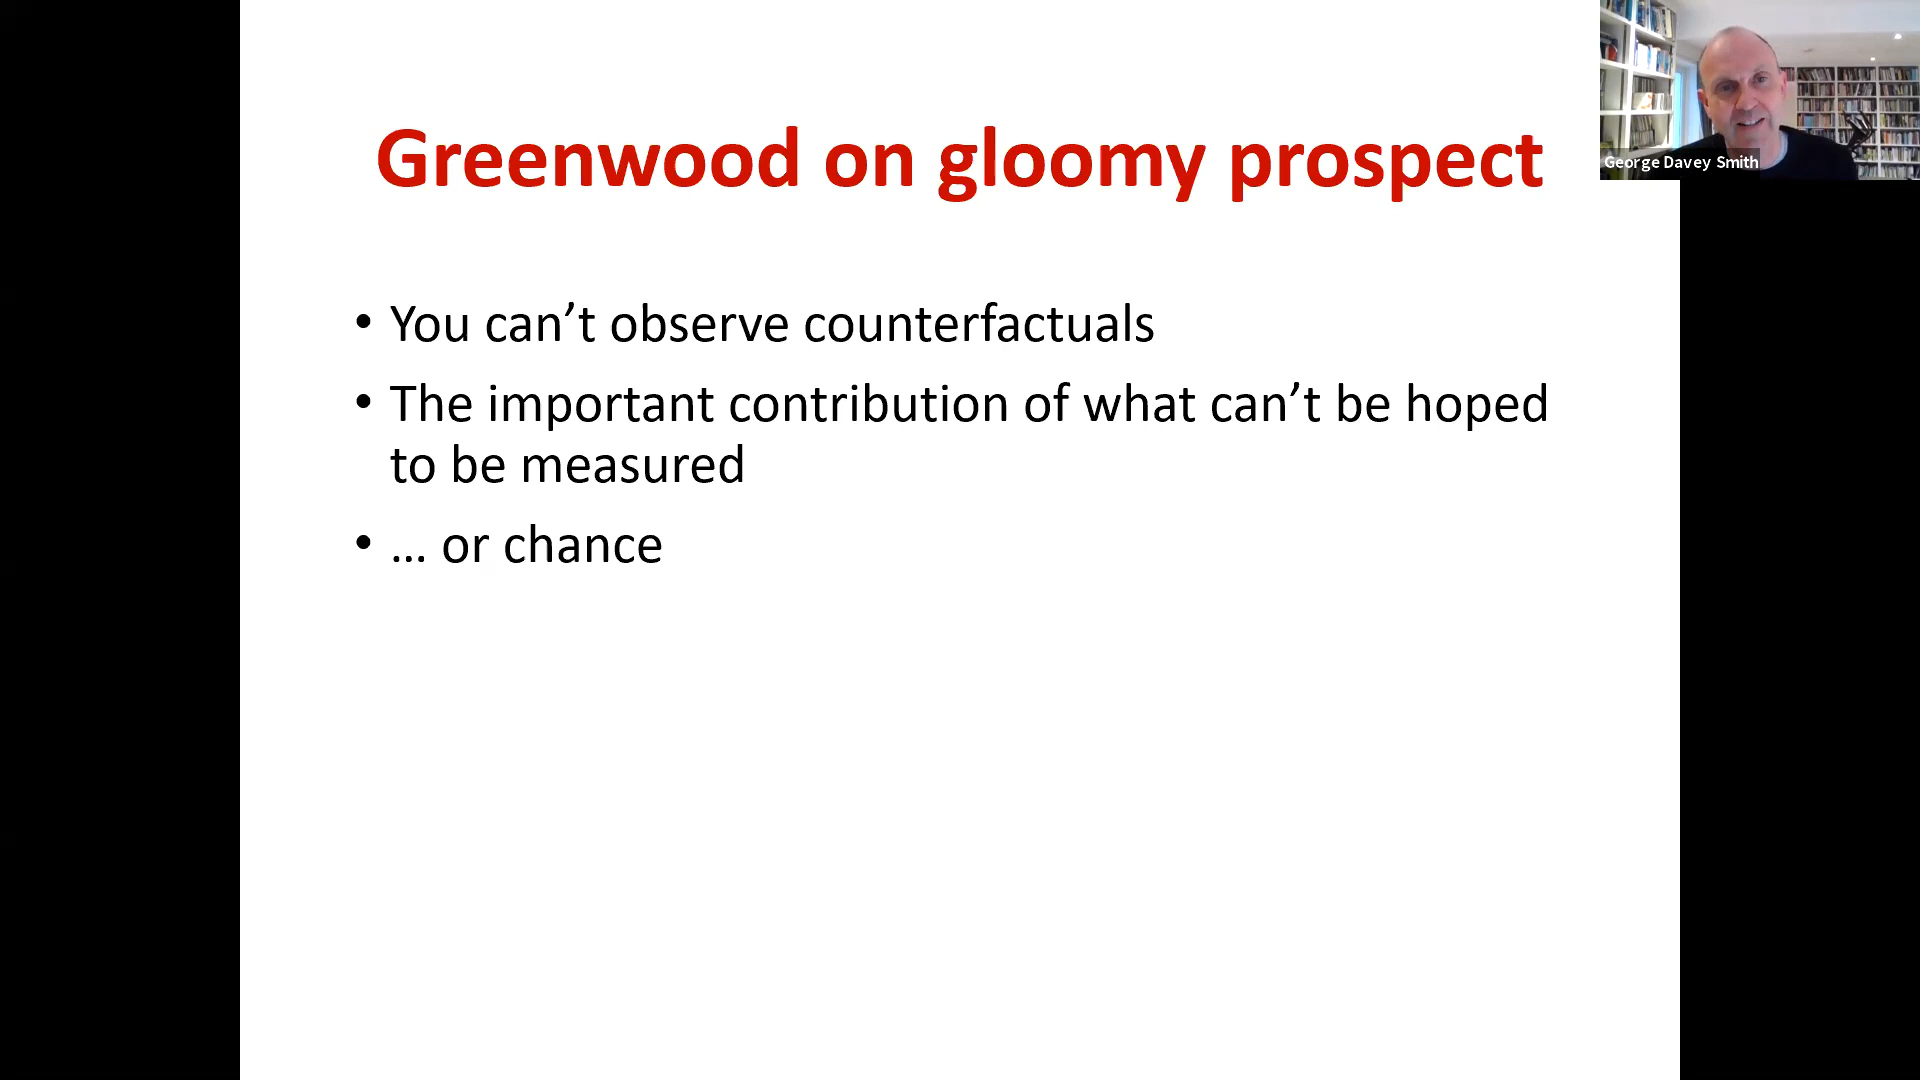 Greenwood on gloomy prospect
George Davey Smith
• You can’t observe counterfactuals
• The important contribution of what can’t be hoped
to be measured
• … or chance